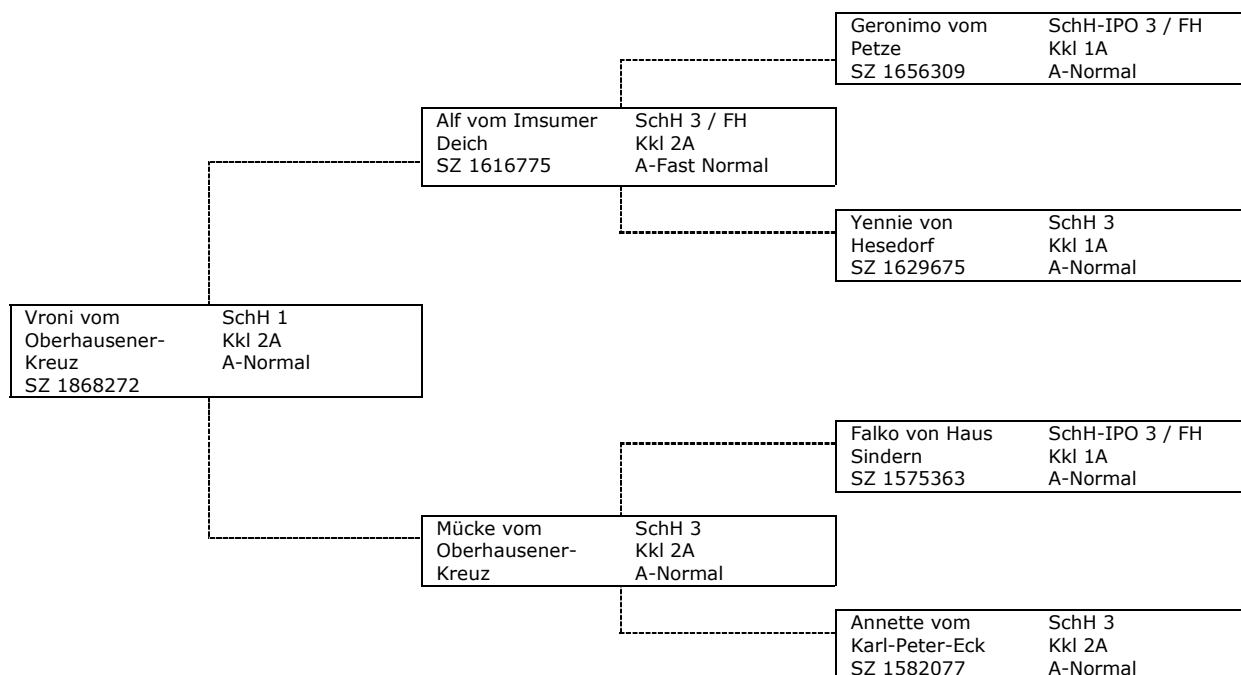 Geronimo vom SchH-IPO 3 / FH
Petze Kkl 1A
SZ 1656309 A-Normal
Alf vom Imsumer SchH 3 / FH
Deich Kkl 2A
SZ 1616775 A-Fast Normal
Yennie von SchH 3
Hesedorf Kkl 1A
SZ 1629675 A-Normal
Vroni vom SchH 1
Oberhausener- Kkl 2A
Kreuz A-Normal
SZ 1868272
Falko von Haus SchH-IPO 3 / FH
Sindern Kkl 1A
SZ 1575363 A-Normal
Mücke vom SchH 3
Oberhausener- Kkl 2A
Kreuz A-Normal
Annette vom SchH 3
Karl-Peter-Eck Kkl 2A
SZ 1582077 A-Normal